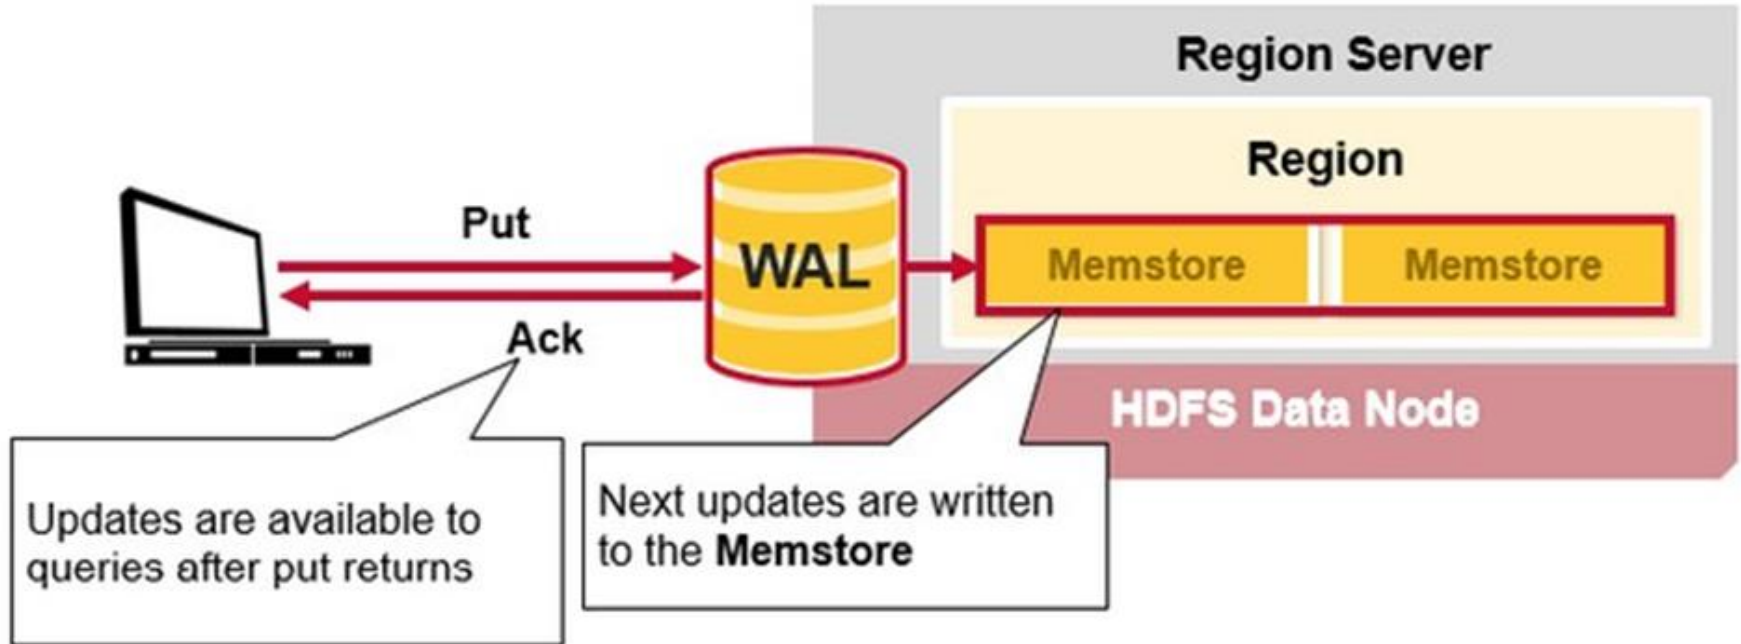 Region Server
Region
Put
WAL
Memstore
Memstore
Ack
HDFS Data Node
Updates are available to
queries after put returns
Next updates are written
to the Memstore